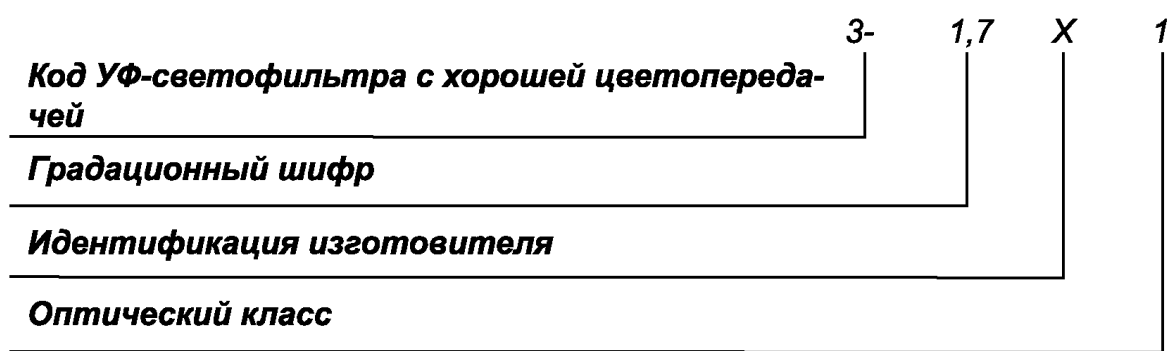 3- 1,7 X 1
Код УФ-светофильтра с хорошей цветопереда-
чей
Градационный шифр
Идентификация изготовителя
Оптический класс